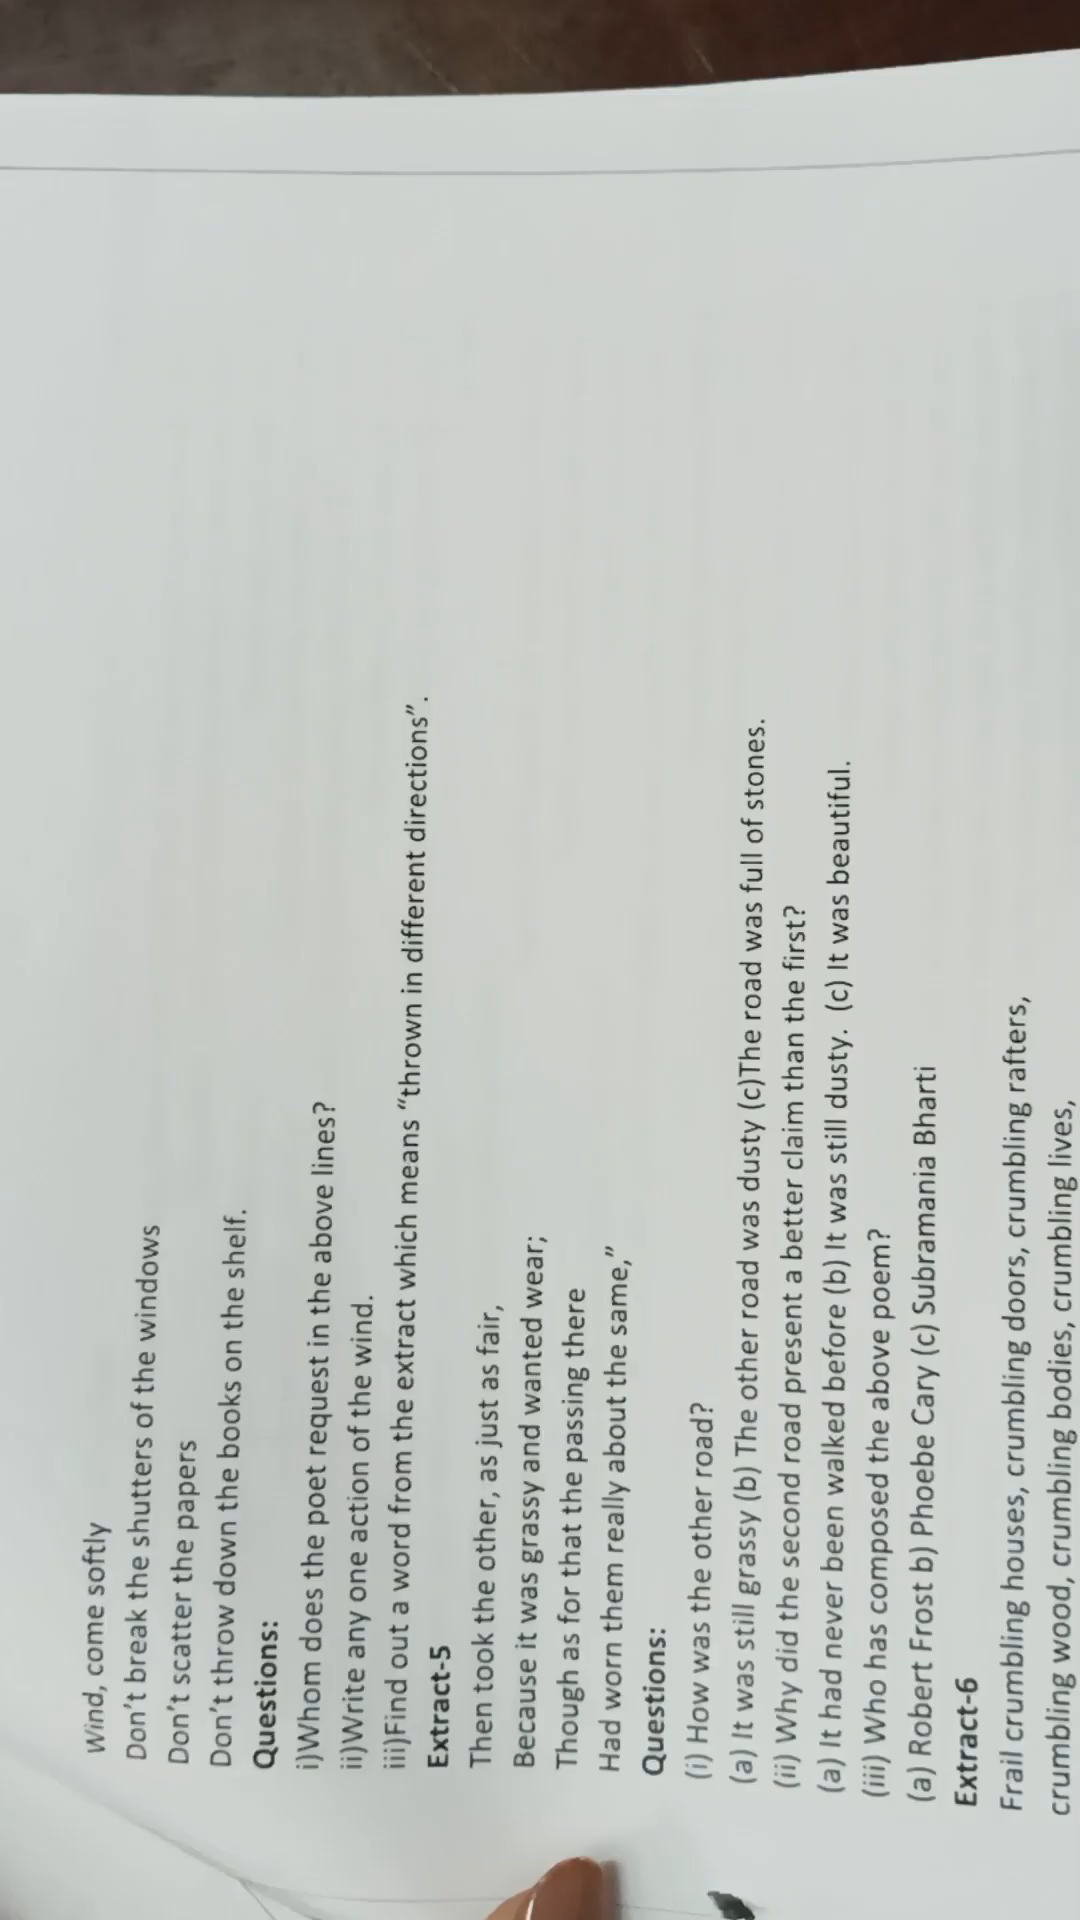 Wind, come softly
Don't break the shutters of the windows
Don't scatter the papers
Don't throw down the books on the shelf.
Questions:
i)Whom does the poet request in the above lines?
ii)Write any one action of the wind.
iii)Find out a word from the extract which means “thrown in different directions”.
Extract-5
Then took the other, as just as fair,
Because it was grassy and wanted wear;
Though as for that the passing there
Had worn them really about the same,”
Questions:
(i) How was the other road?
(a) It was still grassy (b) The other road was dusty (c)The road was full of stones.
(ii) Why did the second road present a better claim than the first?
(a) It had never been walked before (b) It was still dusty. (c) It was beautiful.
(iii) Who has composed the above poem?
(a) Robert Frost b) Phoebe Cary (c) Subramania Bharti
Extract-6
Frail crumbling houses, crumbling doors, crumbling rafters,
crumbling wood, crumbling bodies, crumbling lives,